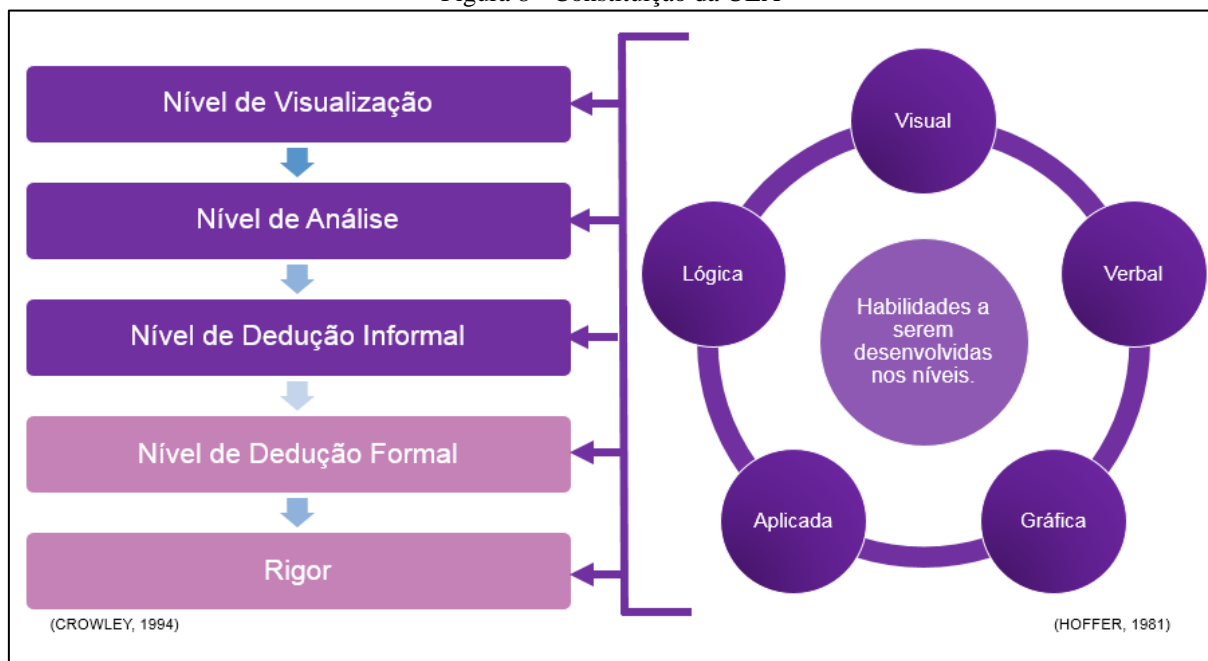 Nível de Visualização
Nível de Análise
Nível de Dedução Informal
Nível de Dedução Formal
Rigor
(CROWLEY, 1994)
Visual
Lógica
Verbal
Habilidades a
serem
desenvolvidas
nos níveis.
Aplicada
Gráfica
(HOFFER, 1981)